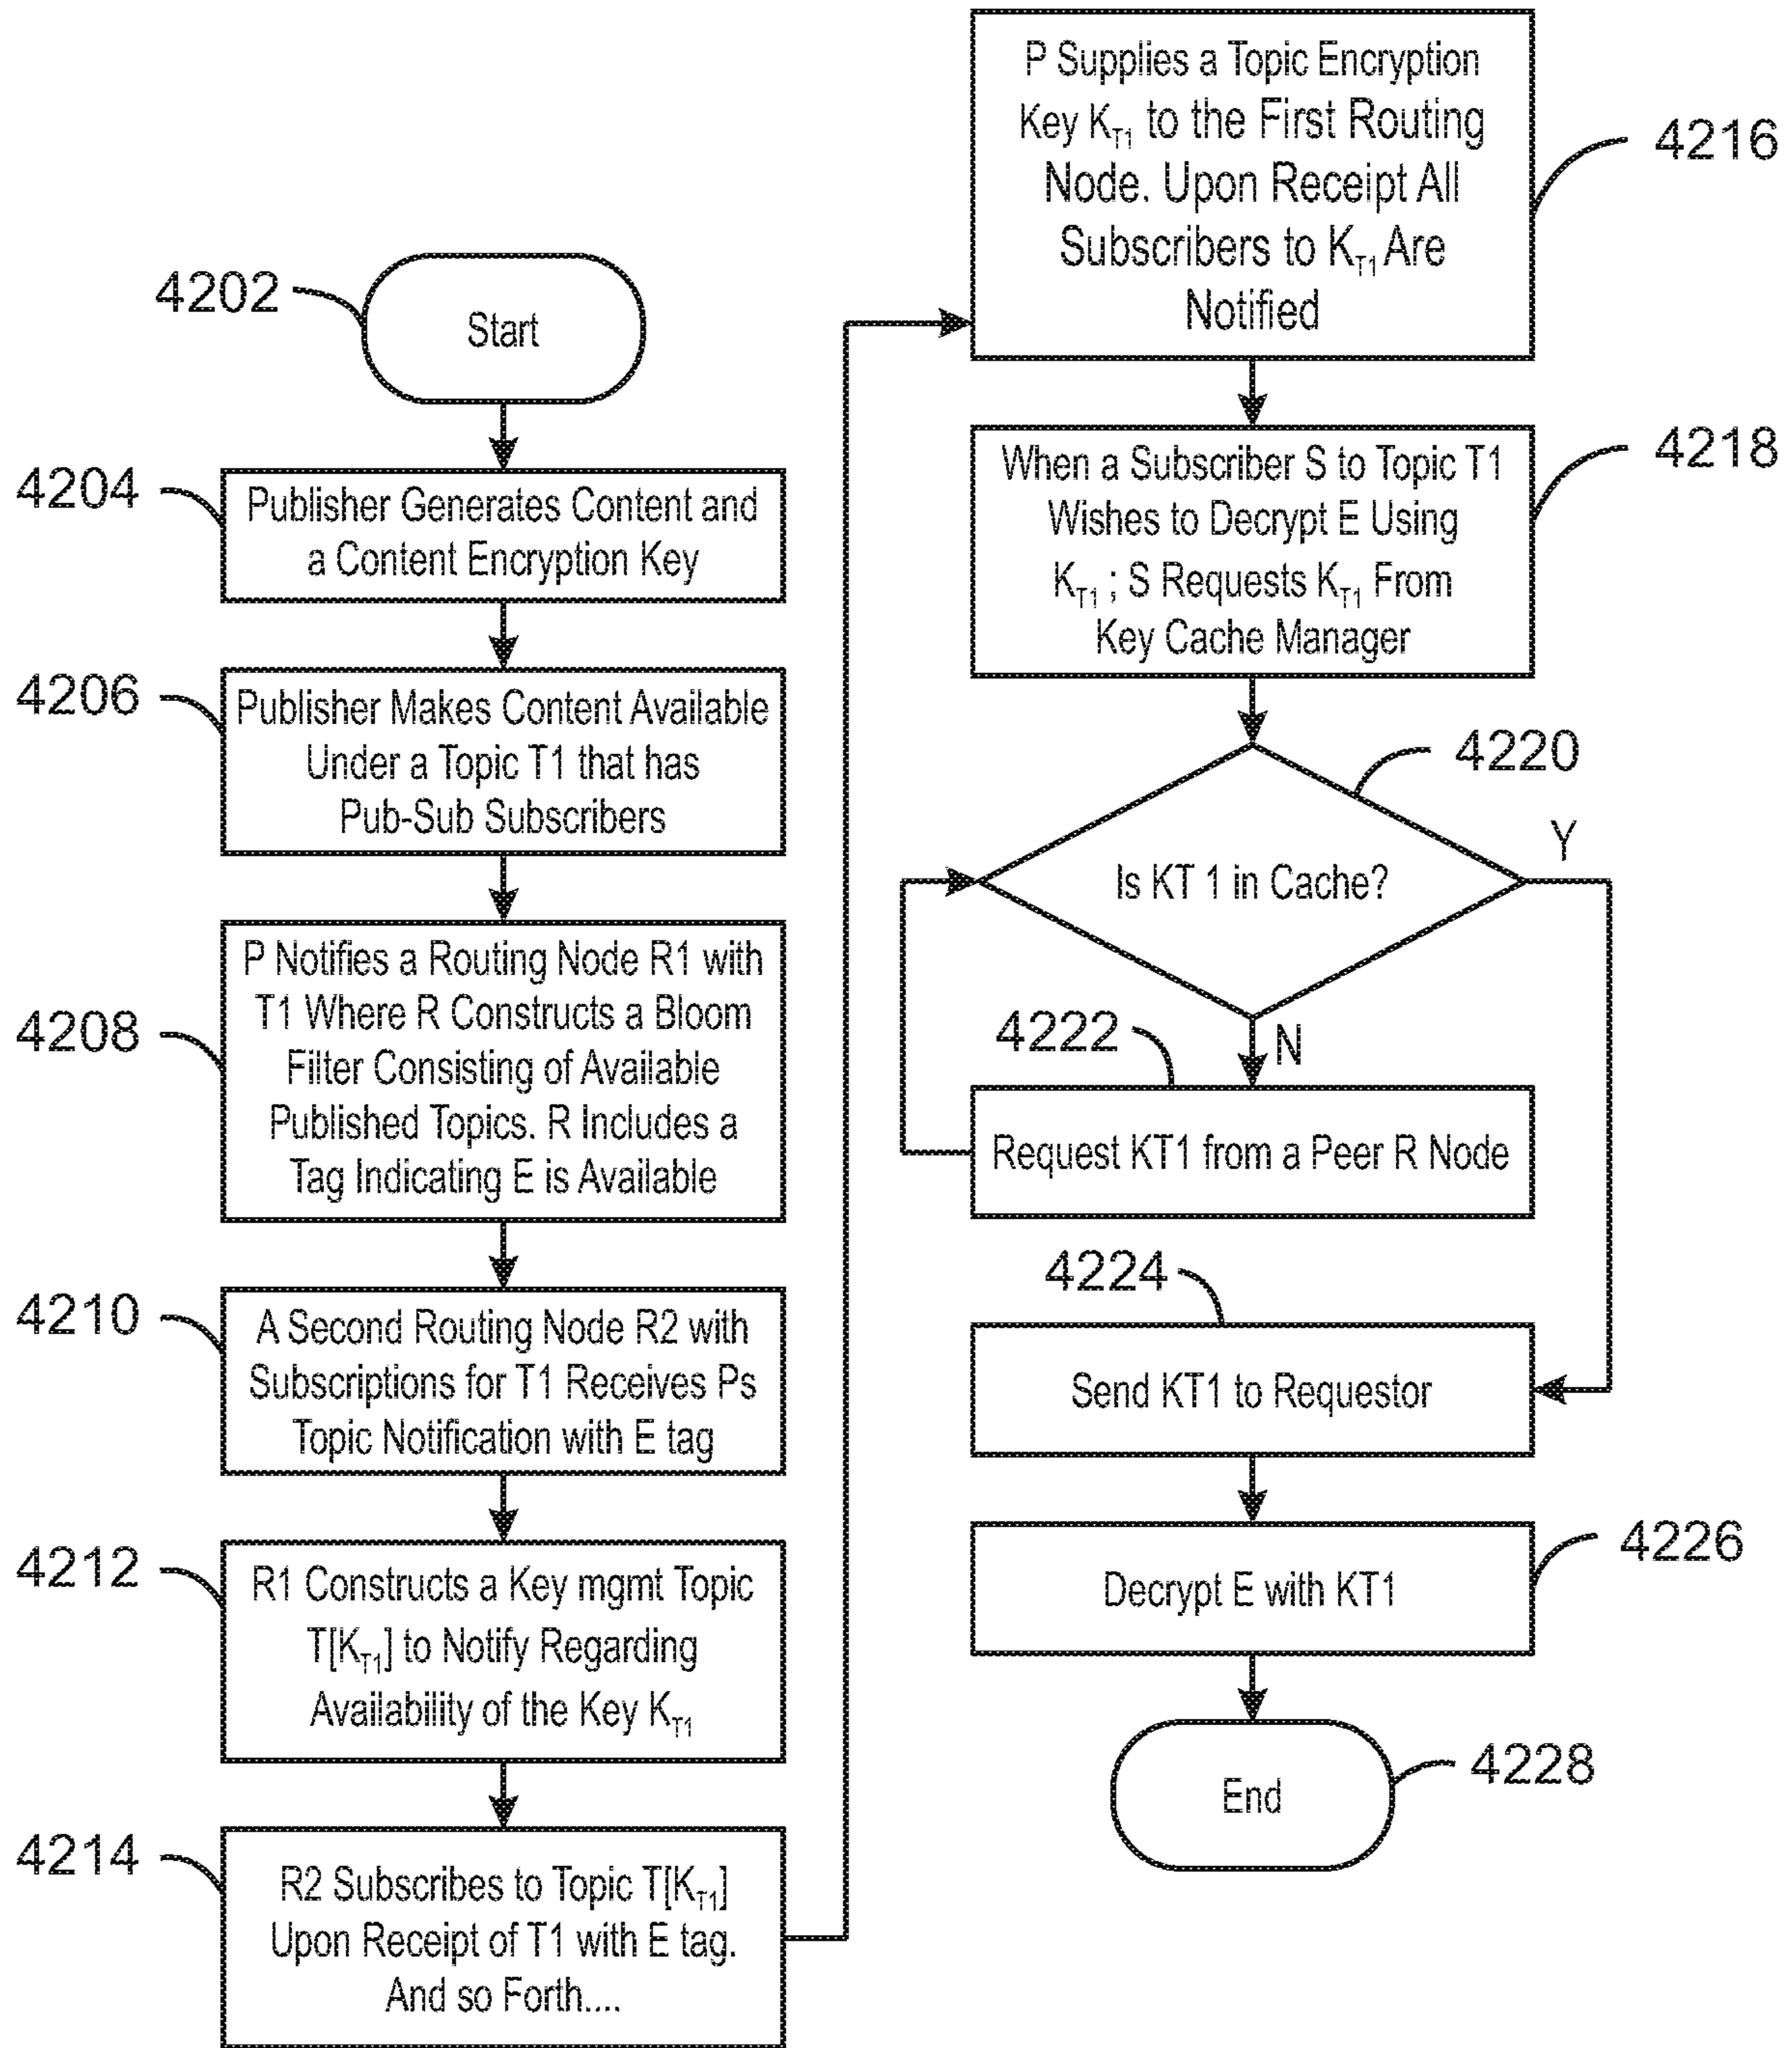 4202
Start
4204
Publisher Generates Content and
a Content Encryption Key
4206
Publisher Makes Content Available
Under a Topic T1 that has
Pub-Sub Subscribers
4208
P Notifies a Routing Node R1 with
T1 Where R Constructs a Bloom
Filter Consisting of Available
Published Topics. R Includes a
Tag Indicating E is Available
4210
A Second Routing Node R2 with
Subscriptions for T1 Receives Ps
Topic Notification with E tag
4212
R1 Constructs a Key mgmt Topic
T[K_T1] to Notify Regarding
Availability of the Key K_T1
4214
R2 Subscribes to Topic T[K_T1]
Upon Receipt of T1 with E tag.
And so Forth....
P Supplies a Topic Encryption
Key K_T1 to the First Routing
Node. Upon Receipt All
Subscribers to K_T1 Are
Notified
4216
When a Subscriber S to Topic T1
Wishes to Decrypt E Using
K_T1 ; S Requests K_T1 From
Key Cache Manager
4218
4220
Is KT 1 in Cache?
Y
N
4222
Request KT1 from a Peer R Node
4224
Send KT1 to Requestor
Decrypt E with KT1
4226
End
4228